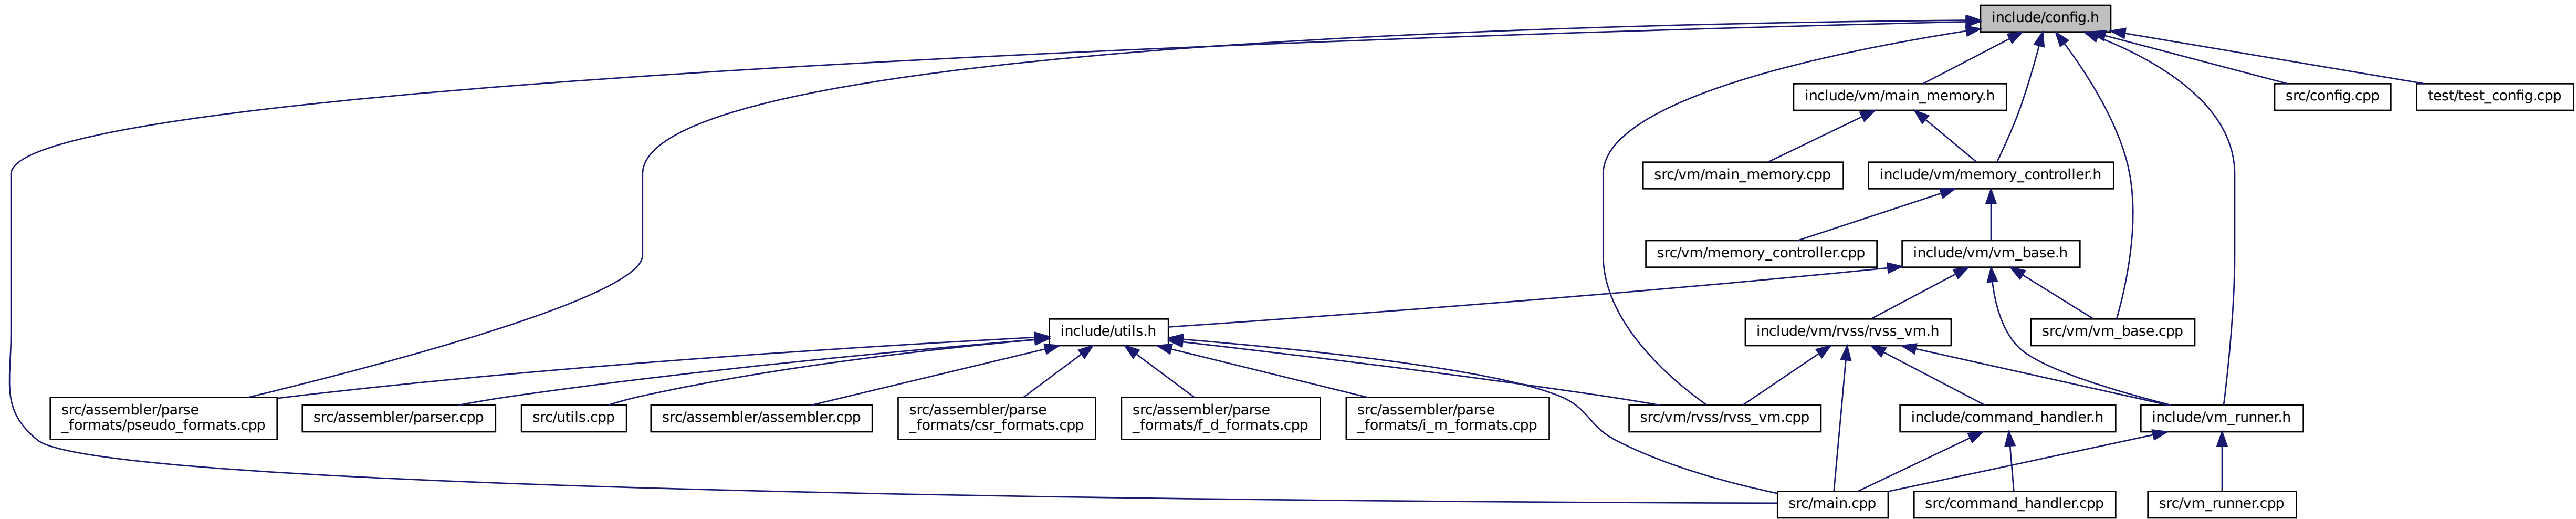 include/config.h
include/vm/main_memory.h
src/config.cpp
test/test_config.cpp
src/vm/main_memory.cpp
include/vm/memory_controller.h
src/vm/memory_controller.cpp
include/vm/vm_base.h
include/utils.h
include/vm/rvss/rvss_vm.h
src/vm/vm_base.cpp
src/assembler/parse
_formats/pseudo_formats.cpp
src/assembler/parser.cpp
src/utils.cpp
src/assembler/assembler.cpp
src/assembler/parse
_formats/csr_formats.cpp
src/assembler/parse
_formats/f_d_formats.cpp
src/assembler/parse
_formats/i_m_formats.cpp
src/vm/rvss/rvss_vm.cpp
include/command_handler.h
include/vm_runner.h
src/main.cpp
src/command_handler.cpp
src/vm_runner.cpp